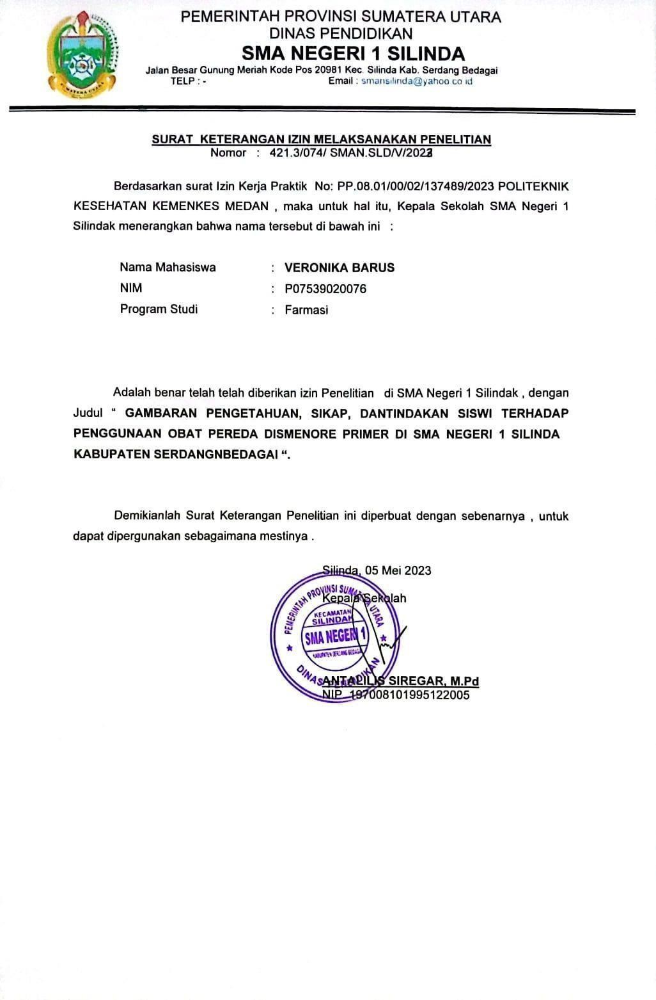 PEMERINTAH PROVINSI SUMATERA UTARA
DINAS PENDIDIKAN
SMA NEGERI 1 SILINDA
Jalan Besar Gunung Meriah Kode Pos 20981 Kec. Silinda Kab. Serdang Bedagai
TELP : - Email : smansilinda@yahoo co id
SUMATERA UTARA
SURAT KETERANGAN IZIN MELAKSANAKAN PENELITIAN
Nomor : 421.3/074/ SMAN.SLD/V/2023
Berdasarkan surat Izin Kerja Praktik No: PP.08.01/00/02/137489/2023 POLITEKNIK
KESEHATAN KEMENKES MEDAN , maka untuk hal itu, Kepala Sekolah SMA Negeri 1
Silindak menerangkan bahwa nama tersebut di bawah ini :
Nama Mahasiswa : VERONIKA BARUS
NIM : P07539020076
Program Studi : Farmasi
Adalah benar telah telah diberikan izin Penelitian di SMA Negeri 1 Silindak , dengan
Judul “ GAMBARAN PENGETAHUAN, SIKAP, DANTINDAKAN SISWI TERHADAP
PENGGUNAAN OBAT PEREDA DISMENORE PRIMER DI SMA NEGERI 1 SILINDA
KABUPATEN SERDANGNBEDAGAI “.
Demikianlah Surat Keterangan Penelitian ini diperbuat dengan sebenarnya , untuk
dapat dipergunakan sebagaimana mestinya .
Silinda, 05 Mei 2023
Kepala Sekolah
PEMERINTAH PROVINSI SUMATERA UTARA
KECAMATAN
SILINDAK
SMA NEGERI 1
KABUPATEN SERDANG BEDAGAI
DINAS PENDIDIKAN
ANTALILIS SIREGAR, M.Pd
NIP 197008101995122005